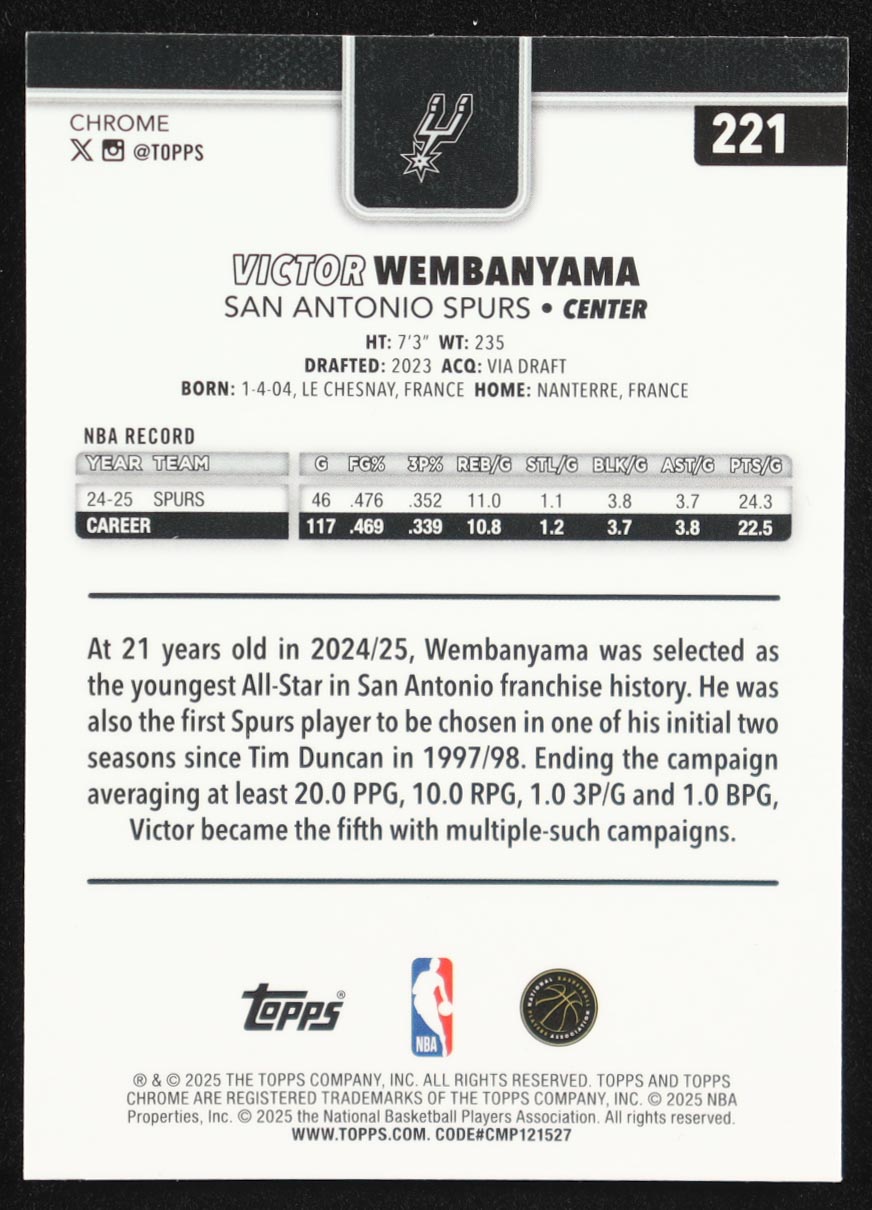 CHROME
221
X @TOPPS
VICTOR WEMBANYAMA
SAN ANTONIO SPURS • CENTER
HT: 7'3" WT: 235
DRAFTED: 2023 ACQ: VIA DRAFT
BORN: 1-4-04, LE CHESNAY, FRANCE HOME: NANTERRE, FRANCE
NBA RECORD
YEAR TEAM G FG% 3P% REB/G STL/G BLK/G AST/G PTS/G
24-25 SPURS 46 .476 .352 11.0 1.1 3.8 3.7 24.3
CAREER 117 .469 .339 10.8 1.2 3.7 3.8 22.5
At 21 years old in 2024/25, Wembanyama was selected as
the youngest All-Star in San Antonio franchise history. He was
also the first Spurs player to be chosen in one of his initial two
seasons since Tim Duncan in 1997/98. Ending the campaign
averaging at least 20.0 PPG, 10.0 RPG, 1.0 3P/G and 1.0 BPG,
Victor became the fifth with multiple-such campaigns.
TOPPS®
NBA
NATIONAL BASKETBALL
PLAYERS ASSOCIATION
® & © 2025 THE TOPPS COMPANY, INC. ALL RIGHTS RESERVED. TOPPS AND TOPPS
CHROME ARE REGISTERED TRADEMARKS OF THE TOPPS COMPANY, INC. © 2025 NBA
Properties, Inc. © 2025 the National Basketball Players Association. All rights reserved.
WWW.TOPPS.COM. CODE#CMP121527